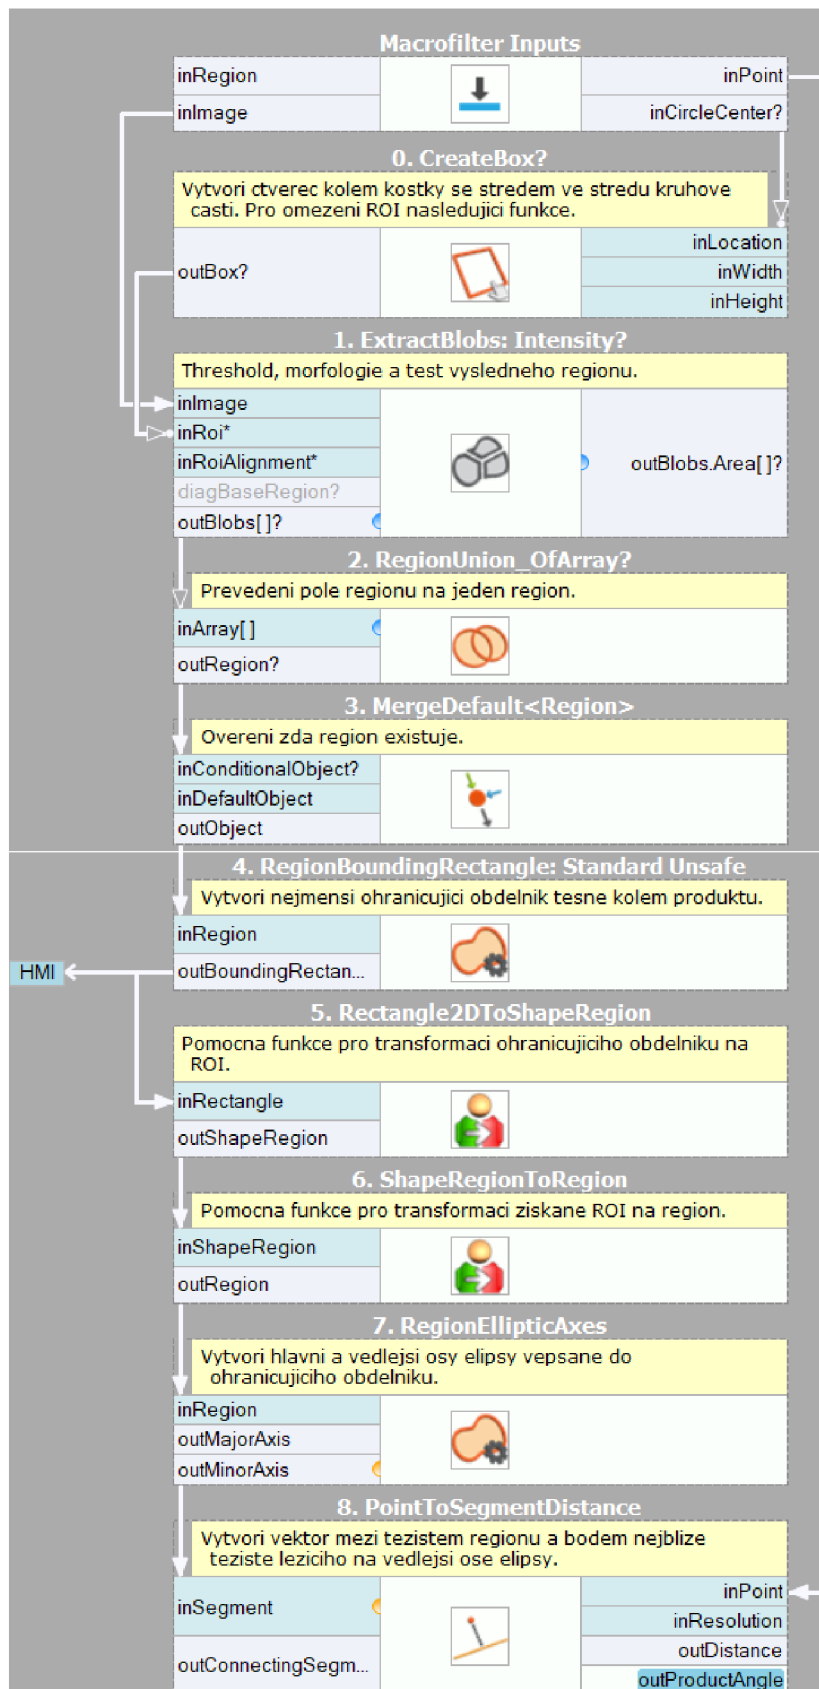 Macrofilter Inputs
inRegion
inPoint
inImage
inCircleCenter?
0. CreateBox?
Vytvori ctverec kolem kostky se stredem ve stredu kruhove
casti. Pro omezeni ROI nasledujici funkce.
outBox?
inLocation
inWidth
inHeight
1. ExtractBlobs: Intensity?
Threshold, morfologie a test vysledneho regionu.
inImage
inRoi*
inRoiAlignment*
diagBaseRegion?
outBlobs[ ]?
outBlobs.Area[ ]?
2. RegionUnion_OfArray?
Prevedeni pole regionu na jeden region.
inArray[ ]
outRegion?
3. MergeDefault<Region>
Overeni zda region existuje.
inConditionalObject?
inDefaultObject
outObject
4. RegionBoundingRectangle: Standard Unsafe
Vytvori nejmensi ohranicujici obdelnik tesne kolem produktu.
inRegion
outBoundingRectan...
HMI
5. Rectangle2DToShapeRegion
Pomocna funkce pro transformaci ohranicujiciho obdelniku na
ROI.
inRectangle
outShapeRegion
6. ShapeRegionToRegion
Pomocna funkce pro transformaci ziskane ROI na region.
inShapeRegion
outRegion
7. RegionEllipticAxes
Vytvori hlavni a vedlejsi osy elipsy vepsane do
ohranicujiciho obdelniku.
inRegion
outMajorAxis
outMinorAxis
8. PointToSegmentDistance
Vytvori vektor mezi tezistem regionu a bodem nejblize
teziste leziciho na vedlejsi ose elipsy.
inSegment
outConnectingSegm...
inPoint
inResolution
outDistance
outProductAngle